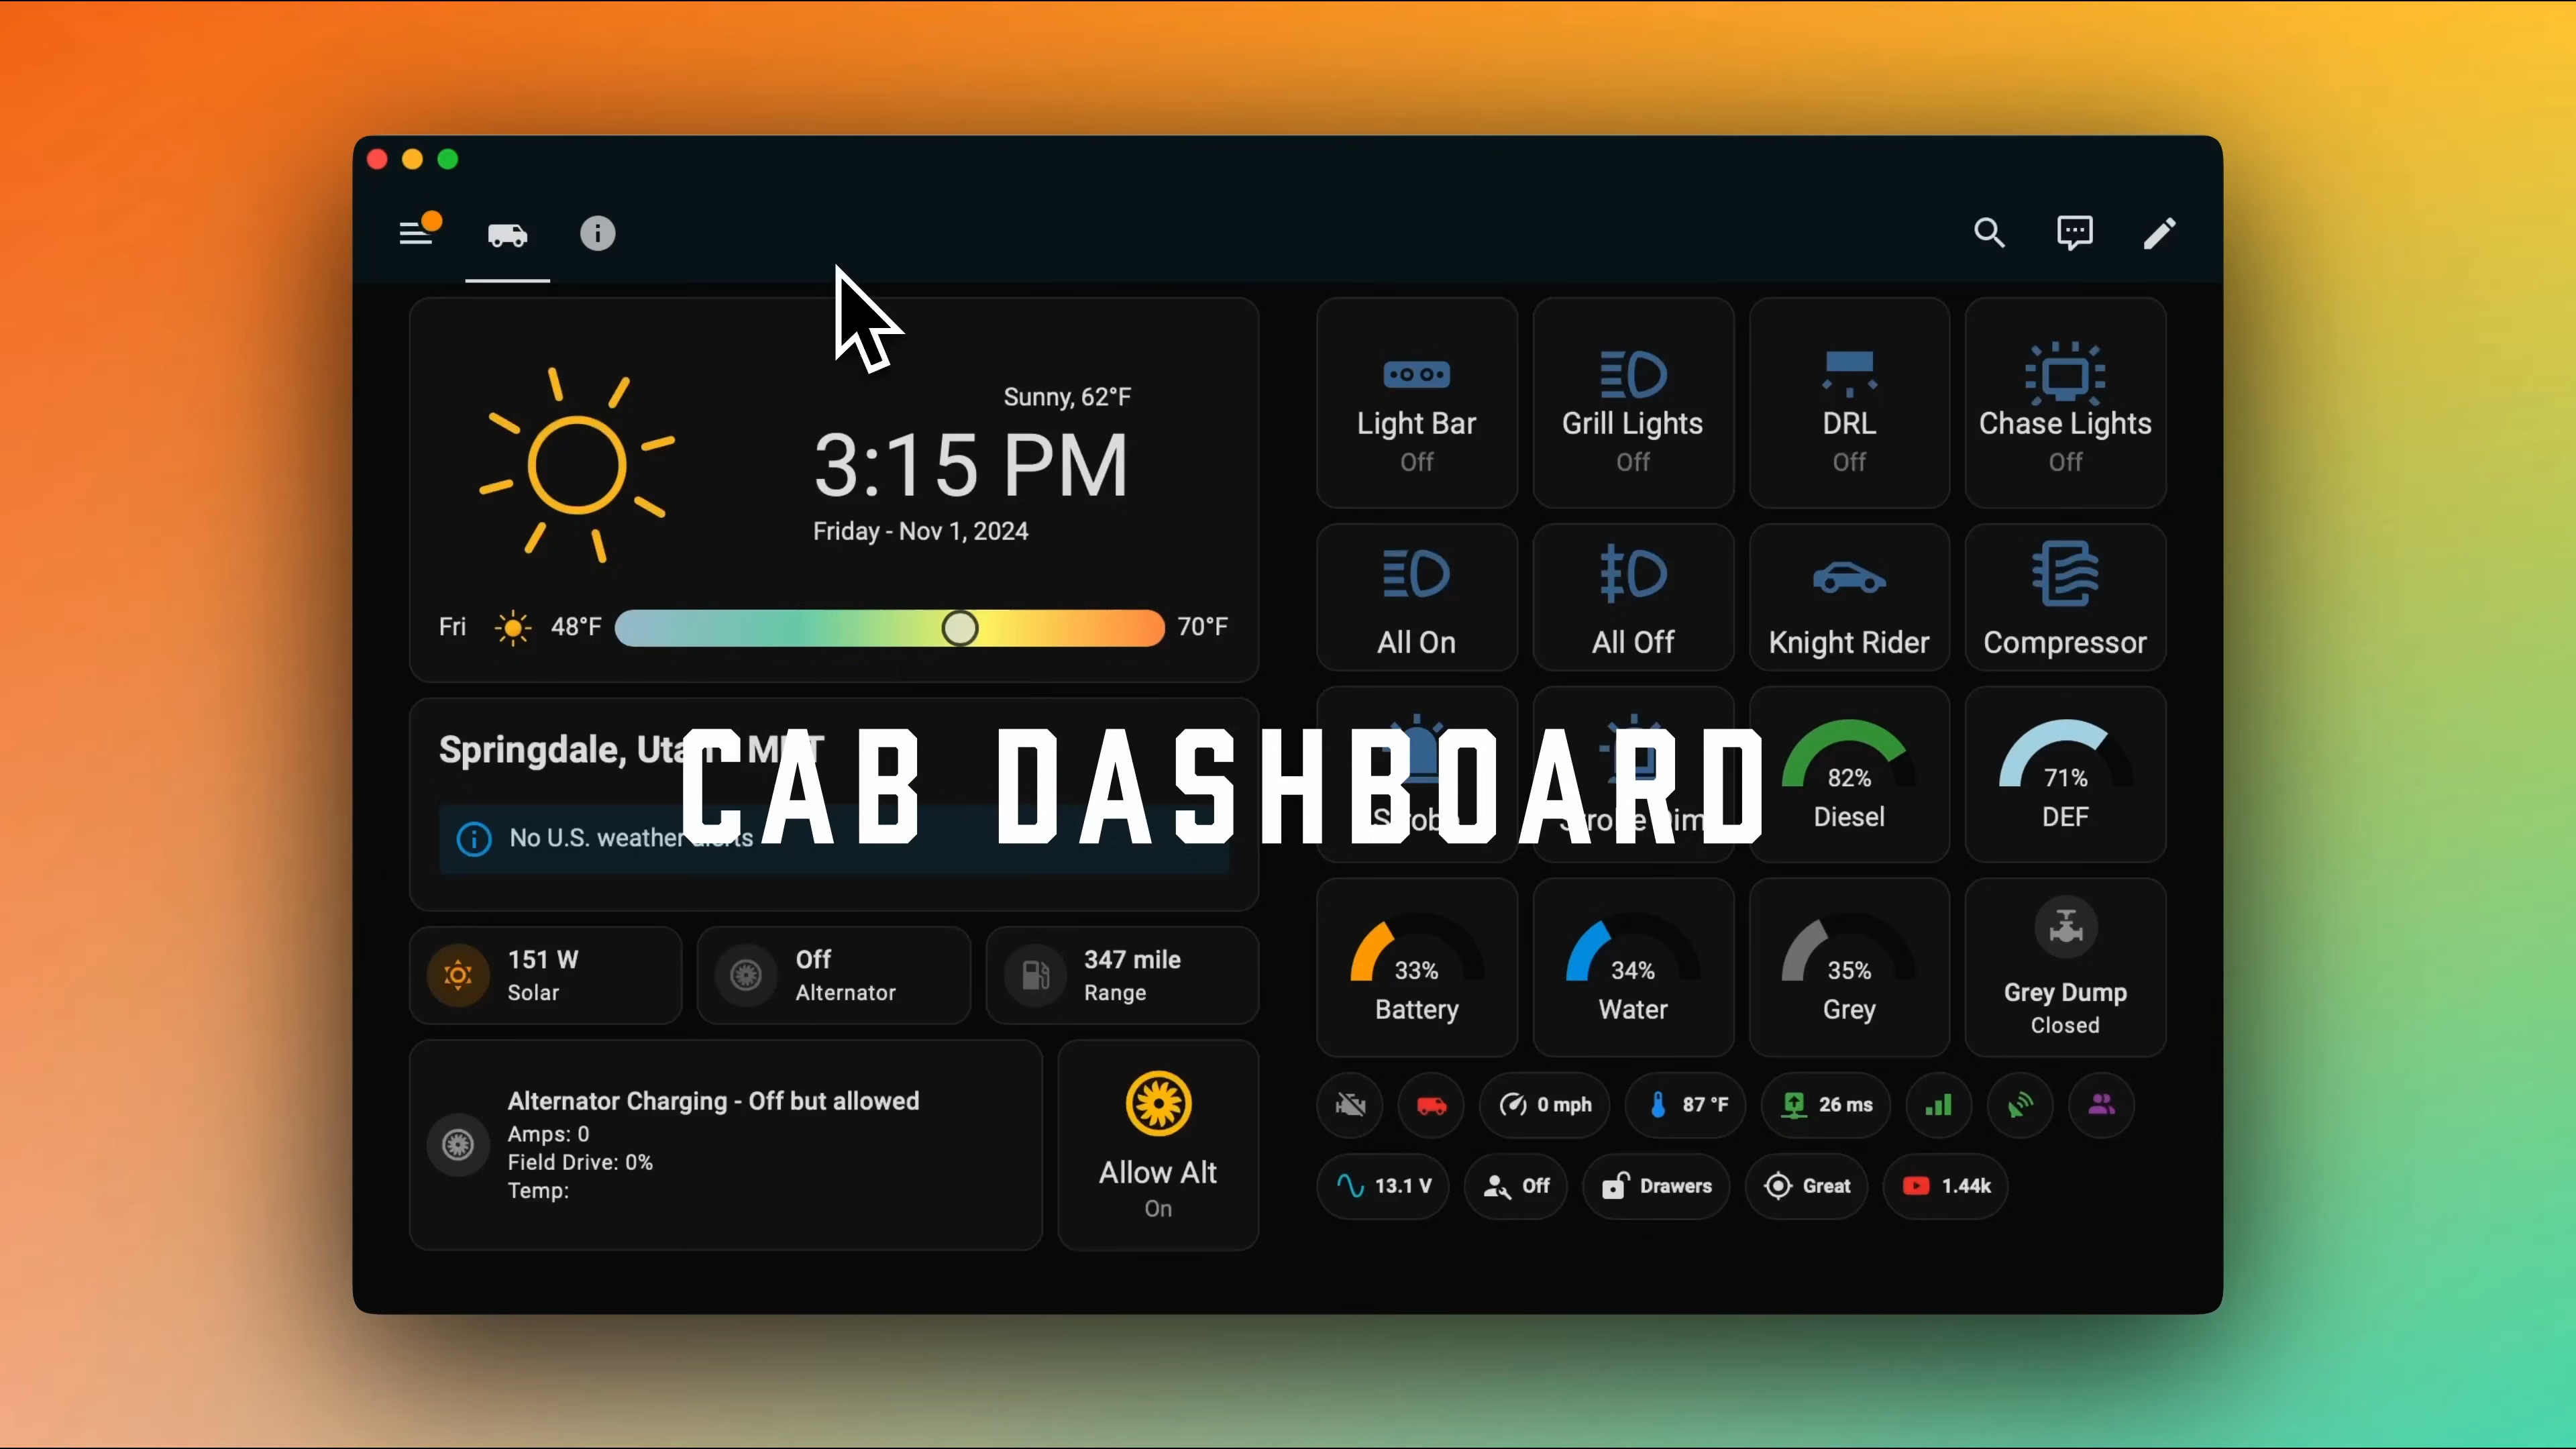 Sunny, 62°F
3:15 PM
Friday - Nov 1, 2024
Fri 48°F 70°F
Springdale,
No U.S. weather
CAB DASHBOARD
151 W
Solar
Off
Alternator
347 mile
Range
Alternator Charging - Off but allowed
Amps: 0
Field Drive: 0%
Temp:
Allow Alt
On
Light Bar
Off
Grill Lights
Off
DRL
Off
Chase Lights
Off
All On
All Off
Knight Rider
Compressor
82%
Diesel
71%
DEF
33%
Battery
34%
Water
35%
Grey
Grey Dump
Closed
0 mph 87 °F 26 ms
13.1 V Off Drawers Great 1.44k